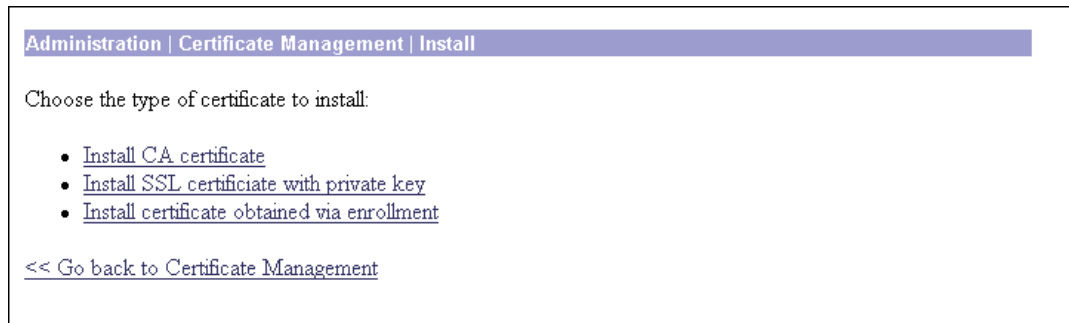 Administration | Certificate Management | Install
Choose the type of certificate to install:
Install CA certificate
Install SSL certificiate with private key
Install certificate obtained via enrollment
<< Go back to Certificate Management